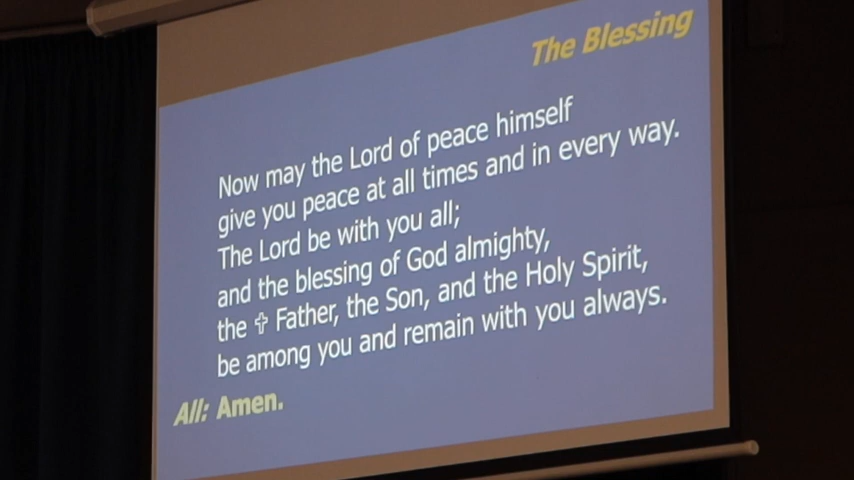 The Blessing
Now may the Lord of peace himself
give you peace at all times and in every way.
The Lord be with you all;
and the blessing of God almighty,
the ✞ Father, the Son, and the Holy Spirit,
be among you and remain with you always.
All: Amen.